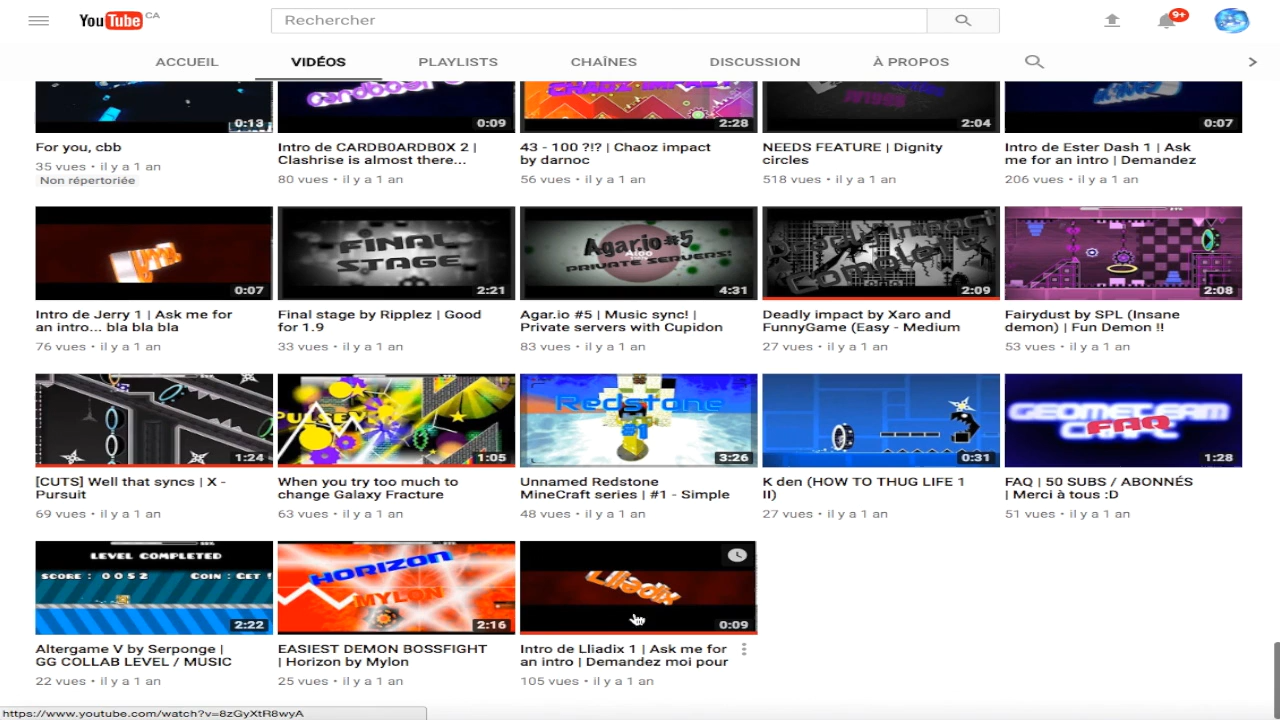 YouTube CA
Rechercher
9+
ACCUEIL VIDÉOS PLAYLISTS CHAÎNES DISCUSSION À PROPOS
0:13 0:09 2:28 2:04 0:07
For you, cbb
35 vues • il y a 1 an
Non répertoriée
Intro de CARDB0ARDB0X 2 |
Clashrise is almost there...
80 vues • il y a 1 an
CHAOZ IMPACT
43 - 100 ?!? | Chaoz impact
by darnoc
56 vues • il y a 1 an
NEEDS FEATURE | Dignity
circles
518 vues • il y a 1 an
Intro de Ester Dash 1 | Ask
me for an intro | Demandez
206 vues • il y a 1 an
0:07
Intro de Jerry 1 | Ask me for
an intro... bla bla bla
76 vues • il y a 1 an
FINAL
STAGE
2:21
Final stage by Ripplez | Good
for 1.9
33 vues • il y a 1 an
Agar.io #5
PRIVATE SERVERS!
4:31
Agar.io #5 | Music sync! |
Private servers with Cupidon
83 vues • il y a 1 an
2:09
Deadly impact by Xaro and
FunnyGame (Easy - Medium
27 vues • il y a 1 an
2:08
Fairydust by SPL (Insane
demon) | Fun Demon !!
53 vues • il y a 1 an
1:24
[CUTS] Well that syncs | X -
Pursuit
69 vues • il y a 1 an
1:05
When you try too much to
change Galaxy Fracture
63 vues • il y a 1 an
Redstone
#1
3:26
Unnamed Redstone
MineCraft series | #1 - Simple
48 vues • il y a 1 an
0:31
K den (HOW TO THUG LIFE 1
II)
27 vues • il y a 1 an
GEOMETEAM
CRAFT
FAQ
1:28
FAQ | 50 SUBS / ABONNÉS
| Merci à tous :D
51 vues • il y a 1 an
LEVEL COMPLETED
SCORE : 0052 COIN : GET !
2:22
Altergame V by Serponge |
GG COLLAB LEVEL / MUSIC
22 vues • il y a 1 an
HORIZON
MYLON
2:16
EASIEST DEMON BOSSFIGHT
| Horizon by Mylon
25 vues • il y a 1 an
Lliadix
0:09
Intro de Lliadix 1 | Ask me for
an intro | Demandez moi pour
105 vues • il y a 1 an
https://www.youtube.com/watch?v=8zGyXtR8wyA